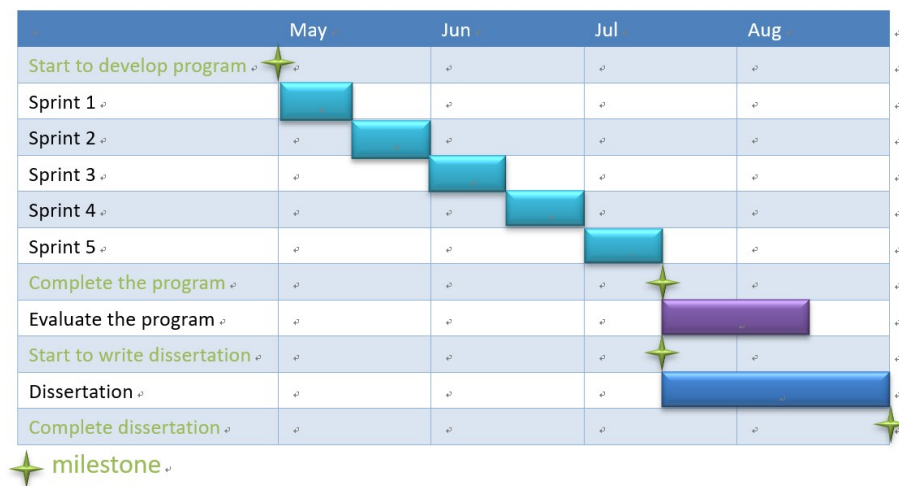 May Jun Jul Aug
Start to develop program
Sprint 1
Sprint 2
Sprint 3
Sprint 4
Sprint 5
Complete the program
Evaluate the program
Start to write dissertation
Dissertation
Complete dissertation
milestone